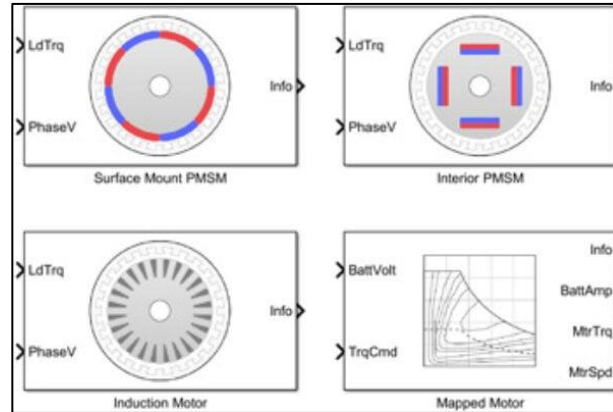 LdTrq
Info
PhaseV
Surface Mount PMSM
LdTrq
Info
PhaseV
Interior PMSM
LdTrq
Info
PhaseV
Induction Motor
Info
BattVolt
BattAmp
MtrTrq
TrqCmd
MtrSpd
Mapped Motor